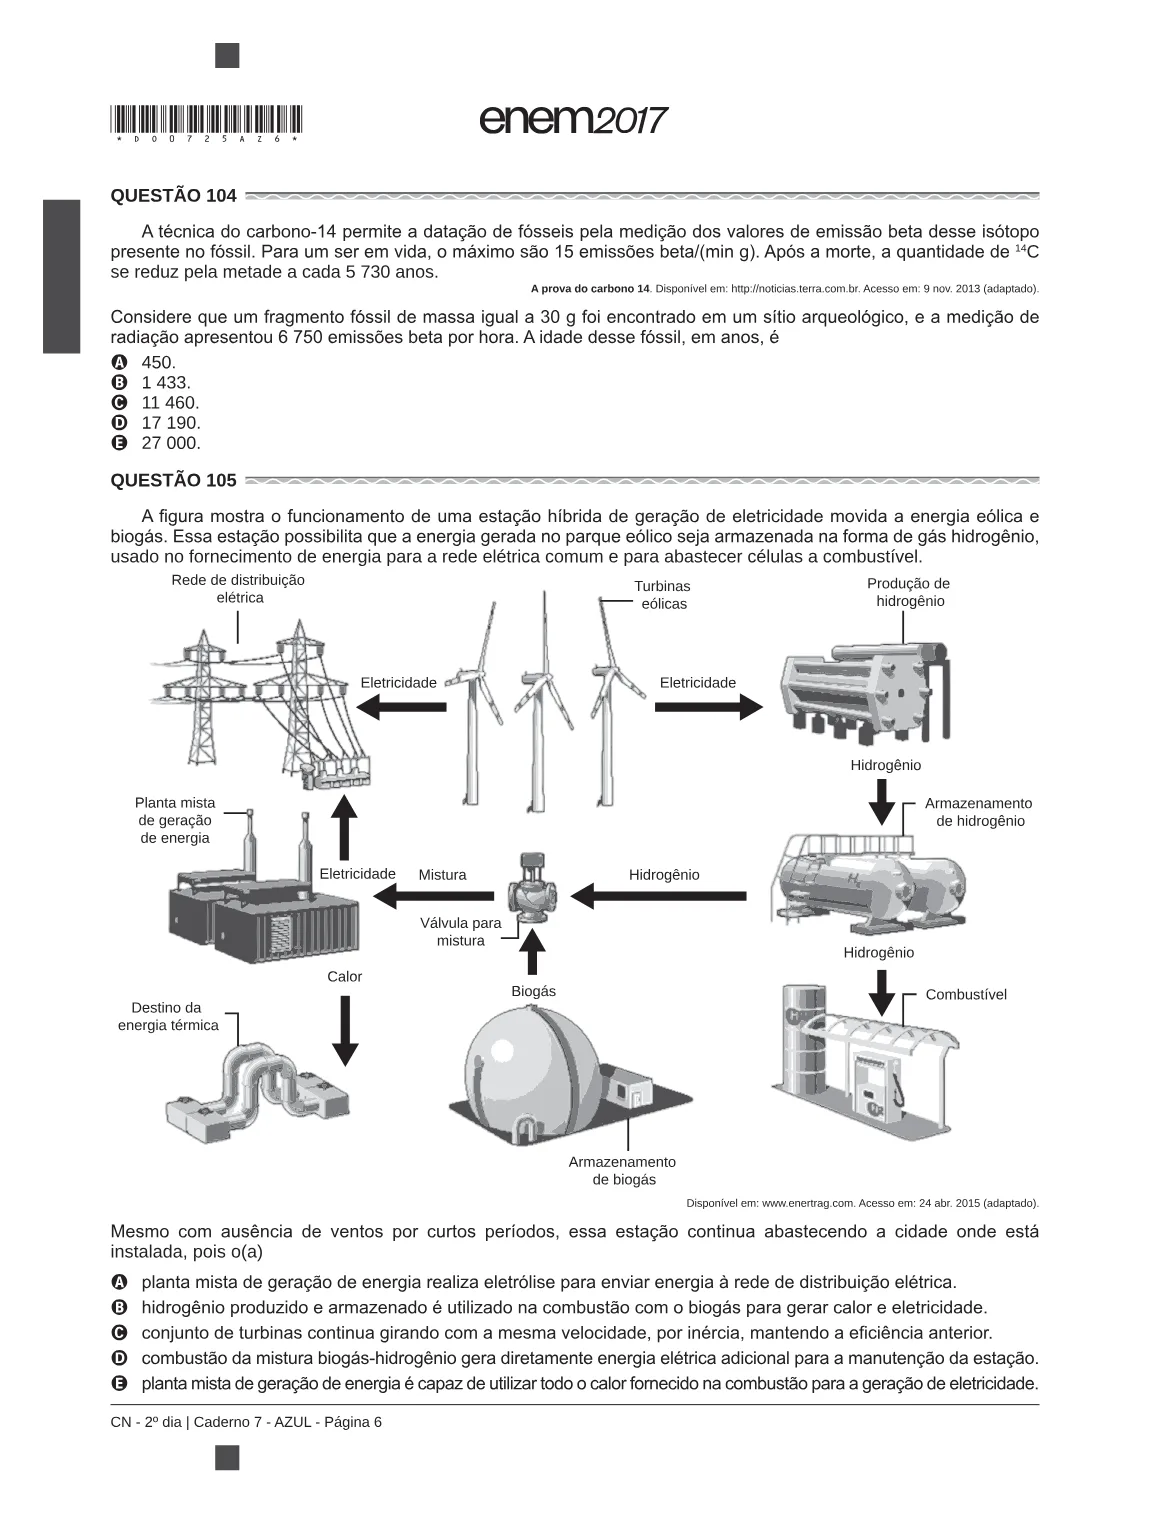 *DO0725AZ6*
enem2017
QUESTÃO 104
A técnica do carbono-14 permite a datação de fósseis pela medição dos valores de emissão beta desse isótopo
presente no fóssil. Para um ser em vida, o máximo são 15 emissões beta/(min g). Após a morte, a quantidade de ¹⁴C
se reduz pela metade a cada 5 730 anos.
A prova do carbono 14. Disponível em: http://noticias.terra.com.br. Acesso em: 9 nov. 2013 (adaptado).
Considere que um fragmento fóssil de massa igual a 30 g foi encontrado em um sítio arqueológico, e a medição de
radiação apresentou 6 750 emissões beta por hora. A idade desse fóssil, em anos, é
A 450.
B 1 433.
C 11 460.
D 17 190.
E 27 000.
QUESTÃO 105
A figura mostra o funcionamento de uma estação híbrida de geração de eletricidade movida a energia eólica e
biogás. Essa estação possibilita que a energia gerada no parque eólico seja armazenada na forma de gás hidrogênio,
usado no fornecimento de energia para a rede elétrica comum e para abastecer células a combustível.
Rede de distribuição
elétrica
Turbinas
eólicas
Produção de
hidrogênio
Eletricidade
Eletricidade
Hidrogênio
Planta mista
de geração
de energia
Armazenamento
de hidrogênio
Eletricidade
Mistura
Hidrogênio
H₂
Válvula para
mistura
Hidrogênio
Calor
Biogás
Combustível
Destino da
energia térmica
Armazenamento
de biogás
Disponível em: www.enertrag.com. Acesso em: 24 abr. 2015 (adaptado).
Mesmo com ausência de ventos por curtos períodos, essa estação continua abastecendo a cidade onde está
instalada, pois o(a)
A planta mista de geração de energia realiza eletrólise para enviar energia à rede de distribuição elétrica.
B hidrogênio produzido e armazenado é utilizado na combustão com o biogás para gerar calor e eletricidade.
C conjunto de turbinas continua girando com a mesma velocidade, por inércia, mantendo a eficiência anterior.
D combustão da mistura biogás-hidrogênio gera diretamente energia elétrica adicional para a manutenção da estação.
E planta mista de geração de energia é capaz de utilizar todo o calor fornecido na combustão para a geração de eletricidade.
CN - 2º dia | Caderno 7 - AZUL - Página 6